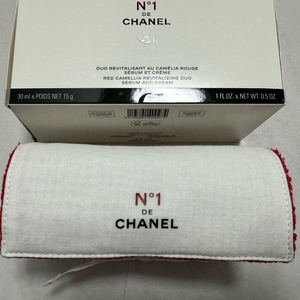 N°1
DE
CHANEL
DUO REVITALISANT AU CAMÉLIA ROUGE
SÉRUM ET CRÈME
RED CAMELLIA REVITALIZING DUO
SERUM AND CREAM
30 ml & POIDS NET 15 g
1 FL. OZ. & NET WT. 0.5 OZ.
N°1
DE
CHANEL